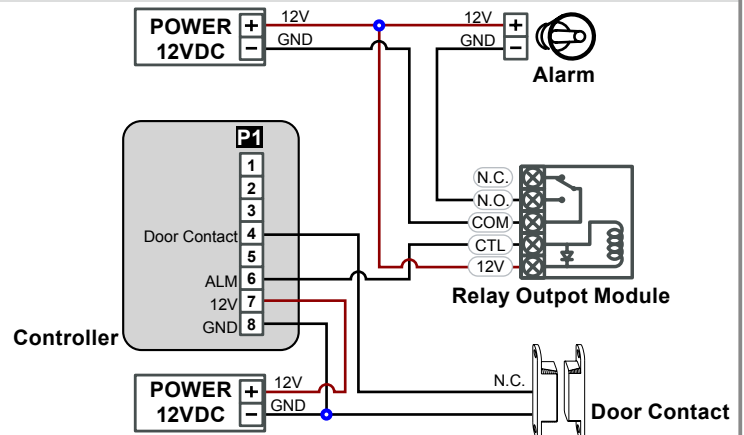 POWER + 12V 12V +
12VDC − GND GND −
Alarm
P1
1
2
3
Door Contact 4
5
ALM 6
12V 7
GND 8
Controller
N.C.
N.O.
COM
CTL
12V
Relay Outpot Module
POWER + 12V
12VDC − GND
N.C.
Door Contact